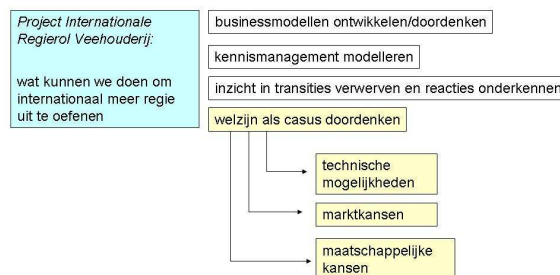 Project Internationale
Regierol Veehouderij:
wat kunnen we doen om
internationaal meer regie
uit te oefenen
businessmodellen ontwikkelen/doordenken
kennismanagement modelleren
inzicht in transities verwerven en reacties onderkennen
welzijn als casus doordenken
technische
mogelijkheden
marktkansen
maatschappelijke
kansen